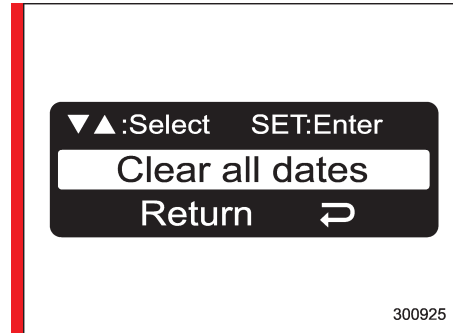 ▼▲:Select SET:Enter
Clear all dates
Return ⮌
300925